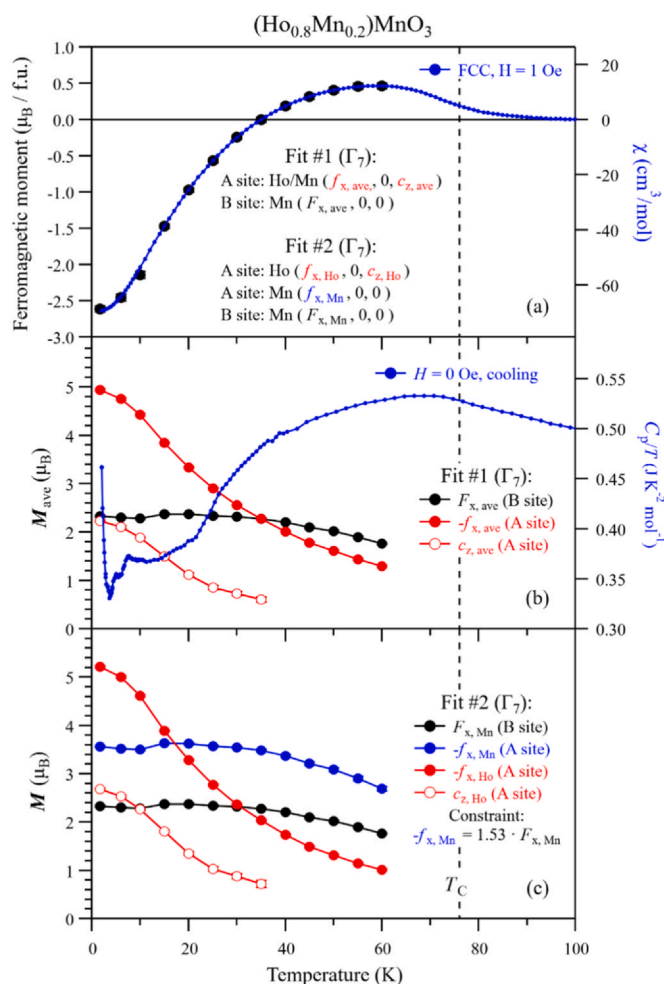 (Ho0.8Mn0.2)MnO3
1.0
0.5
0.0
-0.5
-1.0
-1.5
-2.0
-2.5
-3.0
Ferromagnetic moment (μB / f.u.)
FCC, H = 1 Oe
20
0
-20
-40
-60
χ (cm3/mol)
Fit #1 (Γ7):
A site: Ho/Mn (fx, ave,, 0, cz, ave)
B site: Mn (Fx, ave, 0, 0)
Fit #2 (Γ7):
A site: Ho (fx, Ho, 0, cz, Ho)
A site: Mn (fx, Mn, 0, 0)
B site: Mn (Fx, Mn, 0, 0)
(a)
5
4
3
2
1
0
Mave (μB)
H = 0 Oe, cooling
0.55
0.50
0.45
0.40
0.35
0.30
Cp/T (J K-2 mol-1)
Fit #1 (Γ7):
Fx, ave (B site)
-fx, ave (A site)
cz, ave (A site)
(b)
5
4
3
2
1
0
M (μB)
Fit #2 (Γ7):
Fx, Mn (B site)
-fx, Mn (A site)
-fx, Ho (A site)
cz, Ho (A site)
Constraint:
-fx, Mn = 1.53 · Fx, Mn
TC
(c)
0 20 40 60 80 100
Temperature (K)